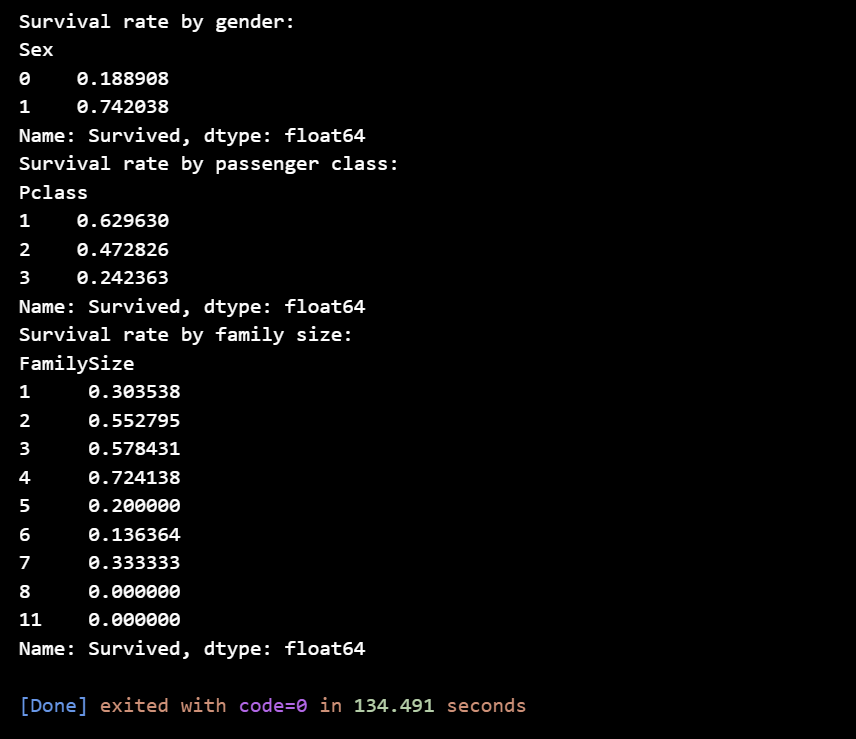 Survival rate by gender:
Sex
0    0.188908
1    0.742038
Name: Survived, dtype: float64
Survival rate by passenger class:
Pclass
1    0.629630
2    0.472826
3    0.242363
Name: Survived, dtype: float64
Survival rate by family size:
FamilySize
1     0.303538
2     0.552795
3     0.578431
4     0.724138
5     0.200000
6     0.136364
7     0.333333
8     0.000000
11    0.000000
Name: Survived, dtype: float64
[Done] exited with code=0 in 134.491 seconds